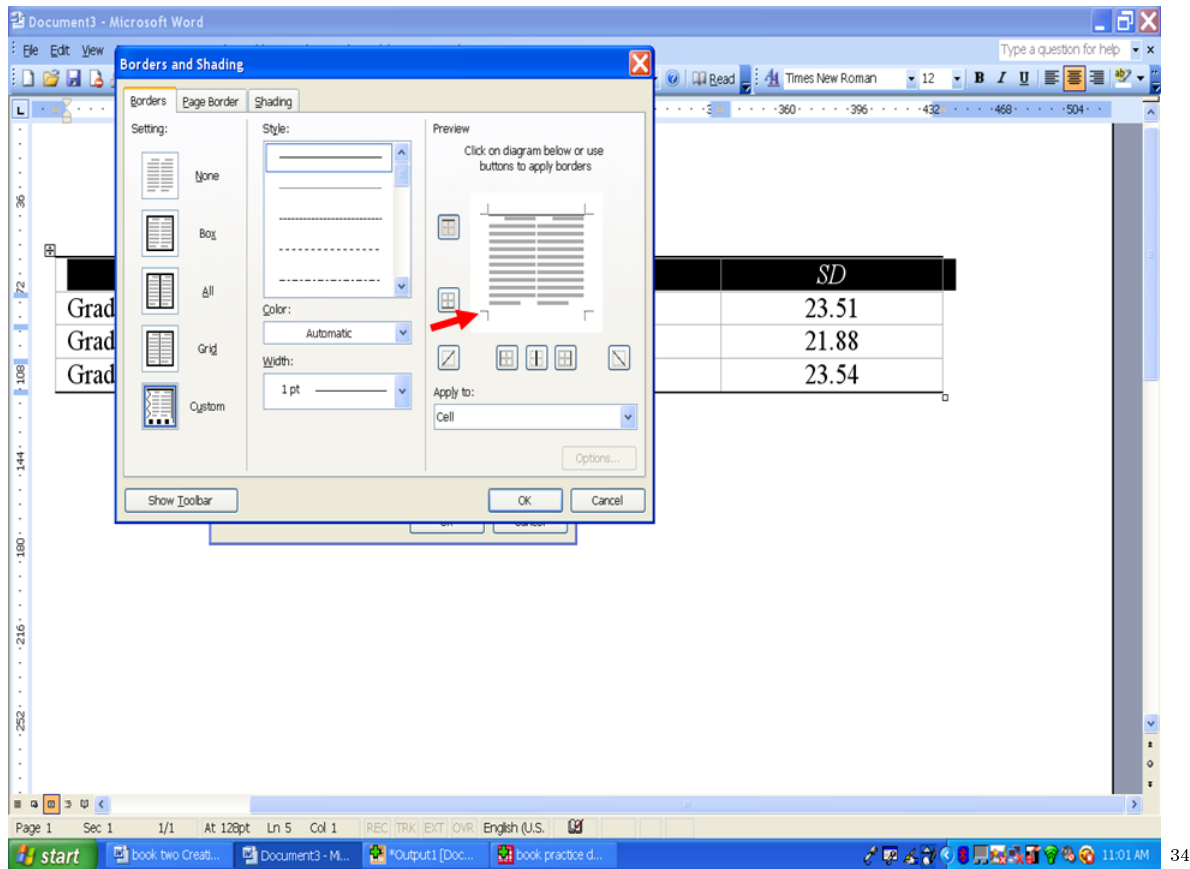 Document3 - Microsoft Word
File Edit View
Type a question for help
Borders and Shading
Read Times New Roman 12 B I U
Borders Page Border Shading
L 360 396 432 468 504
Setting: Style: Preview
Click on diagram below or use
buttons to apply borders
None
Box
All
Color:
Automatic
Grid
Width:
1 pt
Apply to:
Custom
Cell
Options...
Show Toolbar OK Cancel
SD
Grad 23.51
Grad 21.88
Grad 23.54
36
72
108
144
180
216
252
Page 1 Sec 1 1/1 At 128pt Ln 5 Col 1 REC TRK EXT OVR English (U.S.
start book two Creati... Document3 - Mi... *Output1 [Doc... book practice d... 11:01 AM
34